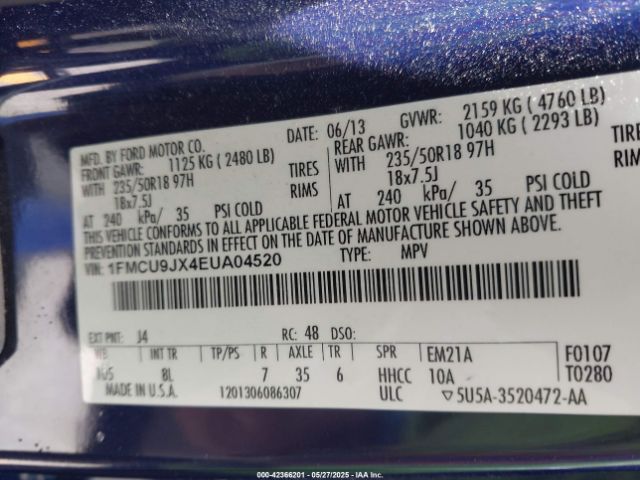 MFD. BY FORD MOTOR CO. DATE: 06/13 GVWR: 2159 KG ( 4760 LB)
FRONT GAWR: 1125 KG ( 2480 LB) REAR GAWR: 1040 KG ( 2293 LB)
WITH 235/50R18 97H TIRES WITH 235/50R18 97H TIRES
18x7.5J RIMS 18x7.5J RIMS
AT 240 kPa/ 35 PSI COLD AT 240 kPa/ 35 PSI COLD
THIS VEHICLE CONFORMS TO ALL APPLICABLE FEDERAL MOTOR VEHICLE SAFETY AND THEFT
PREVENTION STANDARDS IN EFFECT ON THE DATE OF MANUFACTURE SHOWN ABOVE.
VIN: 1FMCU9JX4EUA04520 TYPE: MPV
EXT PNT: J4 RC: 48 DSO:
WB INT TR TP/PS R AXLE TR SPR EM21A F0107
105 8L 7 35 6 HHCC 10A T0280
MADE IN U.S.A. 1201306086307 ULC ▽5U5A-3520472-AA
000-42366201 - 05/27/2025 - IAA Inc.